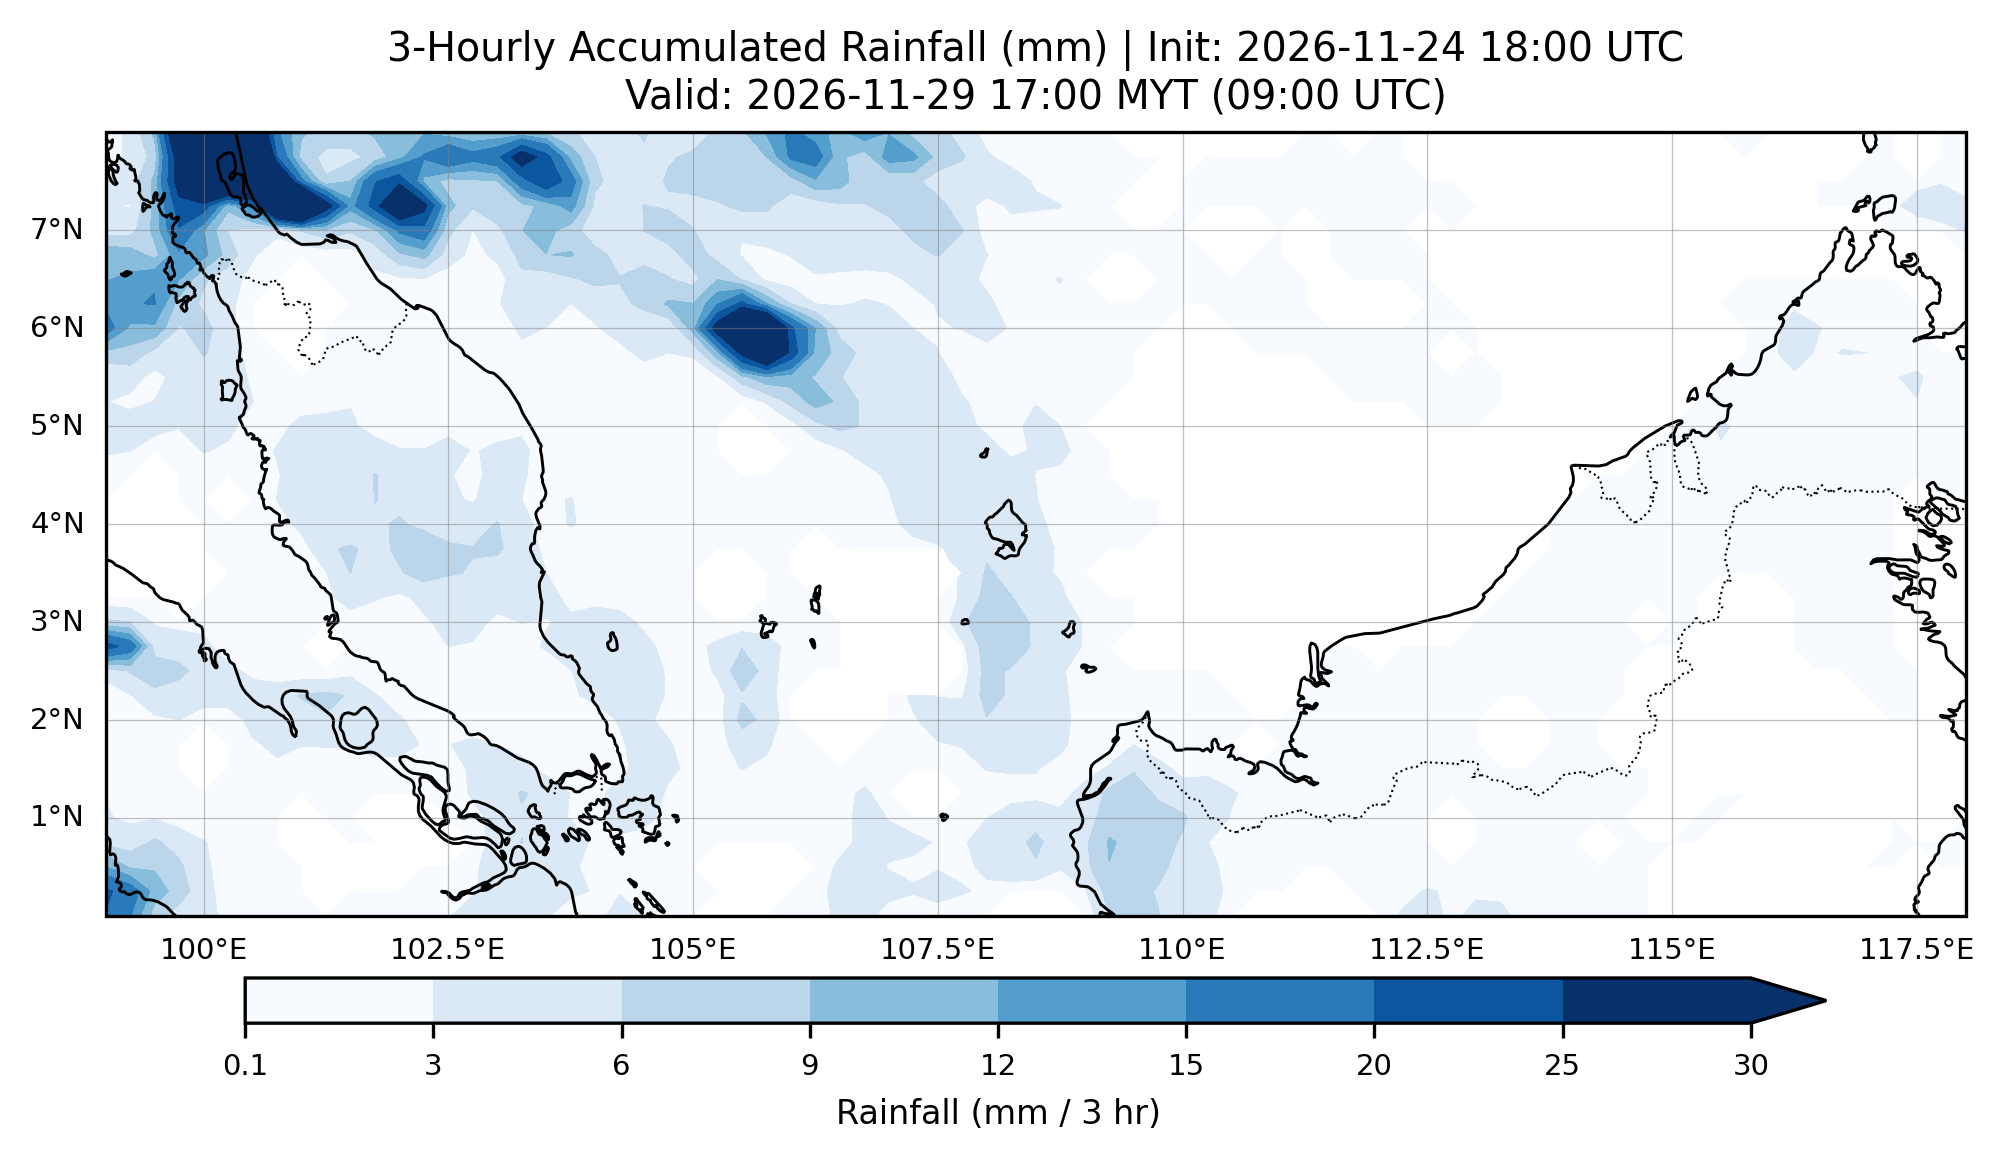 3-Hourly Accumulated Rainfall (mm) | Init: 2026-11-24 18:00 UTC
Valid: 2026-11-29 17:00 MYT (09:00 UTC)
7°N
6°N
5°N
4°N
3°N
2°N
1°N
100°E 102.5°E 105°E 107.5°E 110°E 112.5°E 115°E 117.5°E
0.1 3 6 9 12 15 20 25 30
Rainfall (mm / 3 hr)